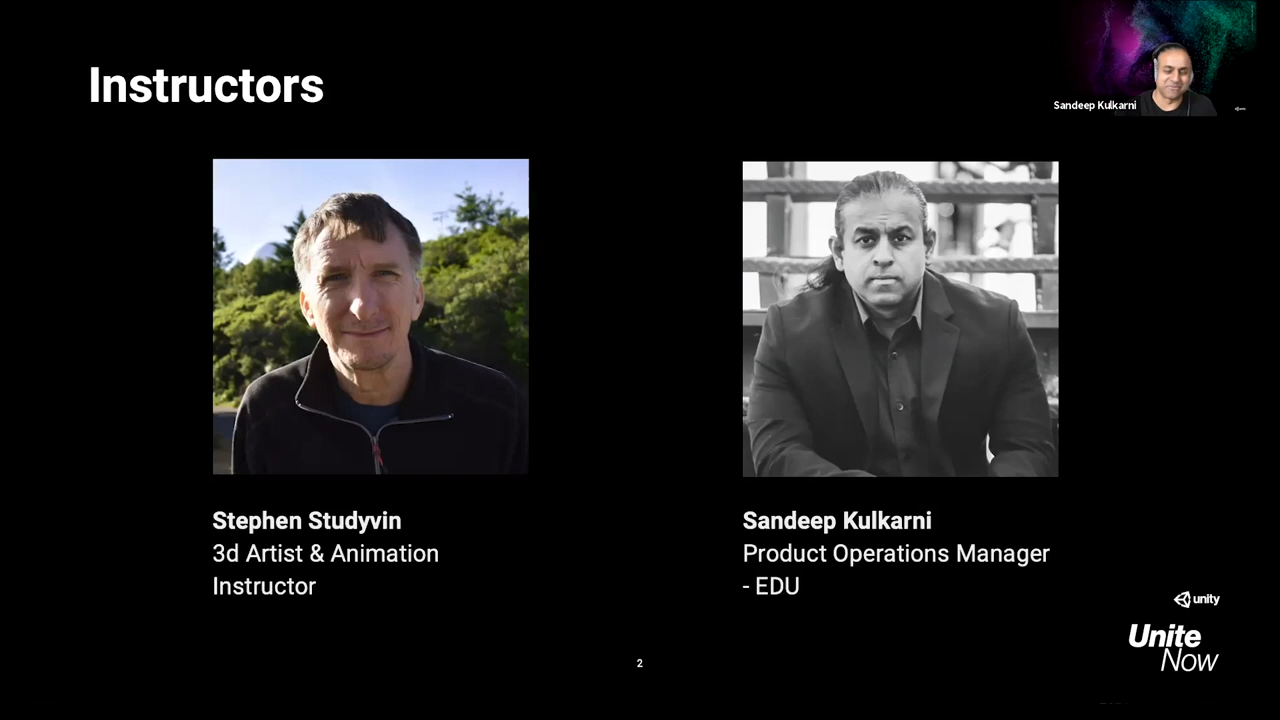 Instructors
Sandeep Kulkarni
Stephen Studyvin
3d Artist & Animation
Instructor
Sandeep Kulkarni
Product Operations Manager
- EDU
unity
Unite
Now
2